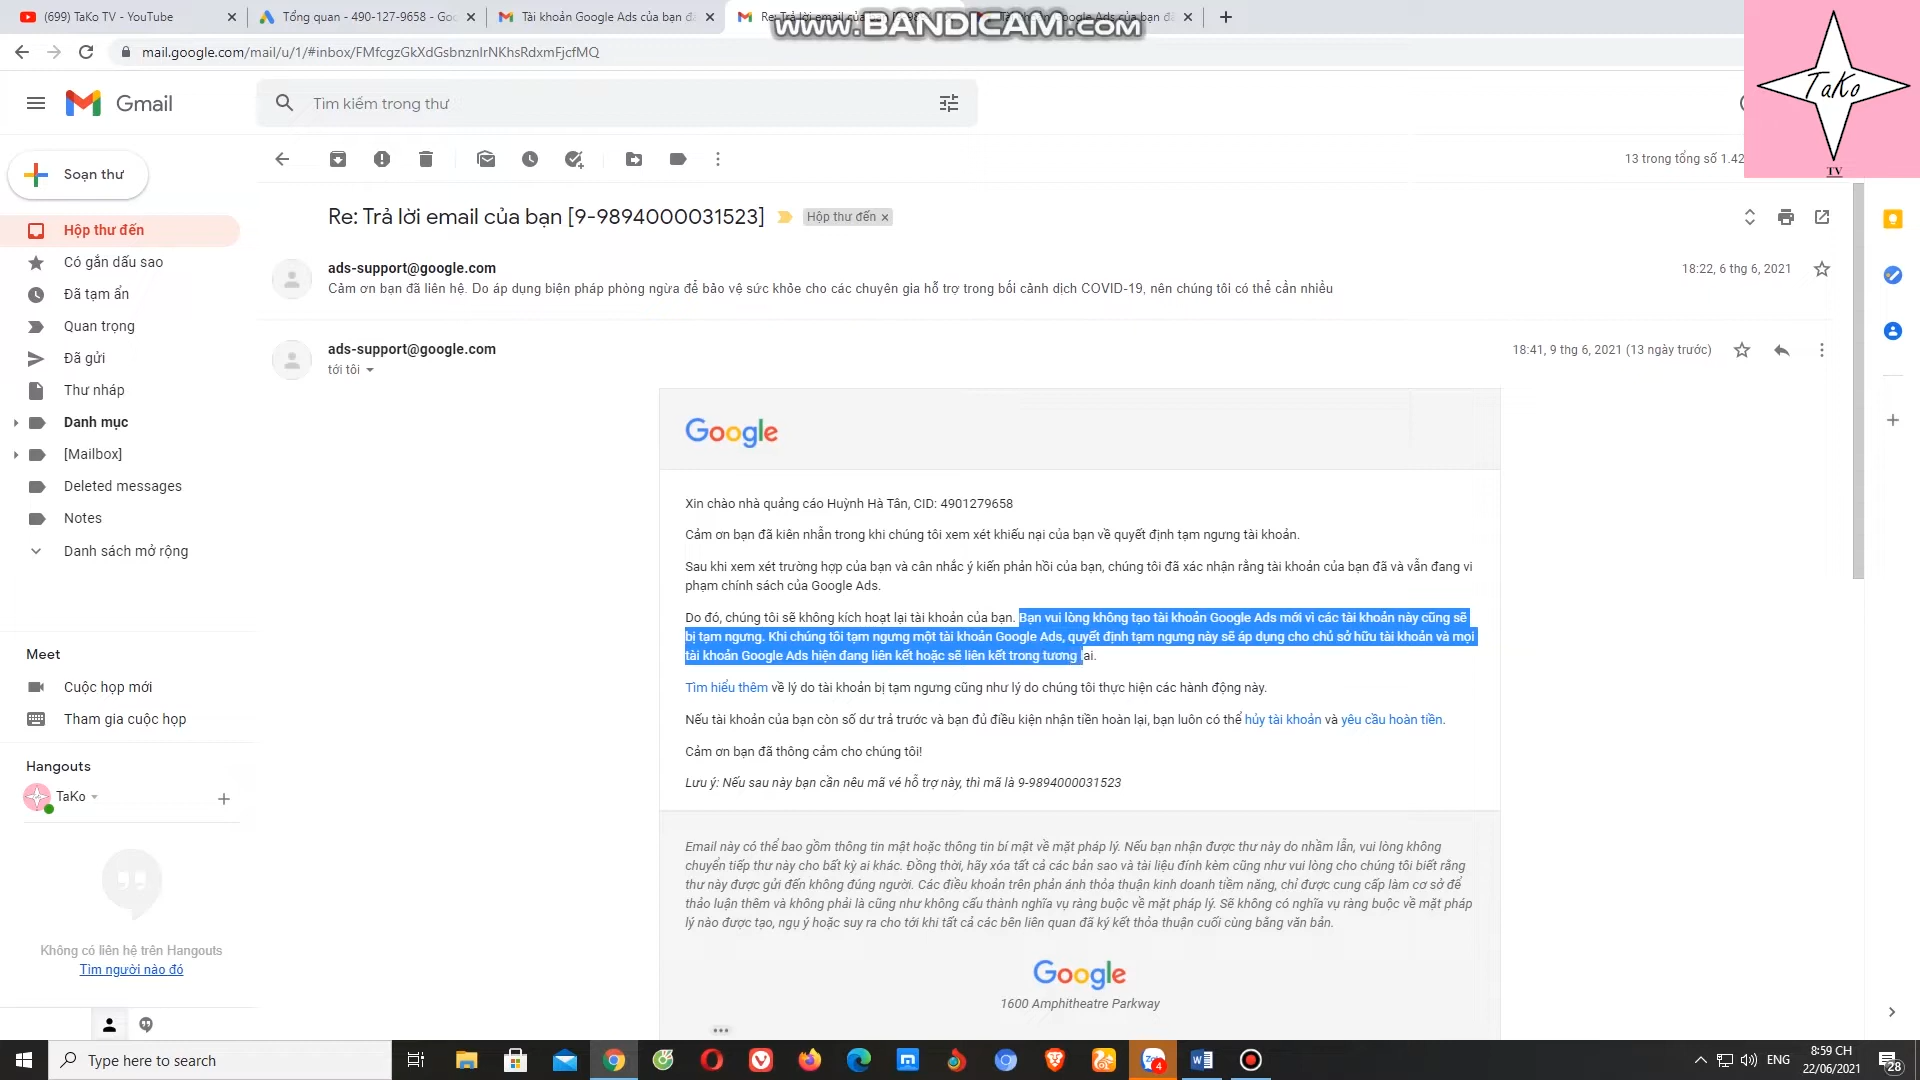 (699) TaKo TV - YouTube
Tổng quan - 490-127-9658 - Goo
Tài khoản Google Ads của bạn đã
Re: Trả lời email của bạn
www.BANDICAM.com
mail.google.com/mail/u/1/#inbox/FMfcgzGkXdGsbnznlrNKhsRdxmFjcfMQ
TaKo
TV
Gmail
Tìm kiếm trong thư
Soạn thư
13 trong tổng số 1.42
Re: Trả lời email của bạn [9-9894000031523]
Hộp thư đến
Hộp thư đến
Có gắn dấu sao
Đã tạm ẩn
Quan trọng
Đã gửi
Thư nháp
Danh mục
[Mailbox]
Deleted messages
Notes
Danh sách mở rộng
Meet
Cuộc họp mới
Tham gia cuộc họp
Hangouts
TaKo
Không có liên hệ trên Hangouts
Tìm người nào đó
ads-support@google.com
18:22, 6 thg 6, 2021
Cảm ơn bạn đã liên hệ. Do áp dụng biện pháp phòng ngừa để bảo vệ sức khỏe cho các chuyên gia hỗ trợ trong bối cảnh dịch COVID-19, nên chúng tôi có thể cần nhiều
ads-support@google.com
18:41, 9 thg 6, 2021 (13 ngày trước)
tới tôi
Google
Xin chào nhà quảng cáo Huỳnh Hà Tân, CID: 4901279658
Cảm ơn bạn đã kiên nhẫn trong khi chúng tôi xem xét khiếu nại của bạn về quyết định tạm ngưng tài khoản.
Sau khi xem xét trường hợp của bạn và cân nhắc ý kiến phản hồi của bạn, chúng tôi đã xác nhận rằng tài khoản của bạn đã và vẫn đang vi
phạm chính sách của Google Ads.
Do đó, chúng tôi sẽ không kích hoạt lại tài khoản của bạn. Bạn vui lòng không tạo tài khoản Google Ads mới vì các tài khoản này cũng sẽ
bị tạm ngưng. Khi chúng tôi tạm ngưng một tài khoản Google Ads, quyết định tạm ngưng này sẽ áp dụng cho chủ sở hữu tài khoản và mọi
tài khoản Google Ads hiện đang liên kết hoặc sẽ liên kết trong tương lai.
Tìm hiểu thêm về lý do tài khoản bị tạm ngưng cũng như lý do chúng tôi thực hiện các hành động này.
Nếu tài khoản của bạn còn số dư trả trước và bạn đủ điều kiện nhận tiền hoàn lại, bạn luôn có thể hủy tài khoản và yêu cầu hoàn tiền.
Cảm ơn bạn đã thông cảm cho chúng tôi!
Lưu ý: Nếu sau này bạn cần nêu mã vé hỗ trợ này, thì mã là 9-9894000031523
Email này có thể bao gồm thông tin mật hoặc thông tin bí mật về mặt pháp lý. Nếu bạn nhận được thư này do nhầm lẫn, vui lòng không
chuyển tiếp thư này cho bất kỳ ai khác. Đồng thời, hãy xóa tất cả các bản sao và tài liệu đính kèm cũng như vui lòng cho chúng tôi biết rằng
thư này được gửi đến không đúng người. Các điều khoản trên phản ánh thỏa thuận kinh doanh tiềm năng, chỉ được cung cấp làm cơ sở để
thảo luận thêm và không phải là cũng như không cấu thành nghĩa vụ ràng buộc về mặt pháp lý. Sẽ không có nghĩa vụ ràng buộc về mặt pháp
lý nào được tạo, ngụ ý hoặc suy ra cho tới khi tất cả các bên liên quan đã ký kết thỏa thuận cuối cùng bằng văn bản.
Google
1600 Amphitheatre Parkway
Type here to search
Zalo
4
ENG
8:59 CH
22/06/2021
28